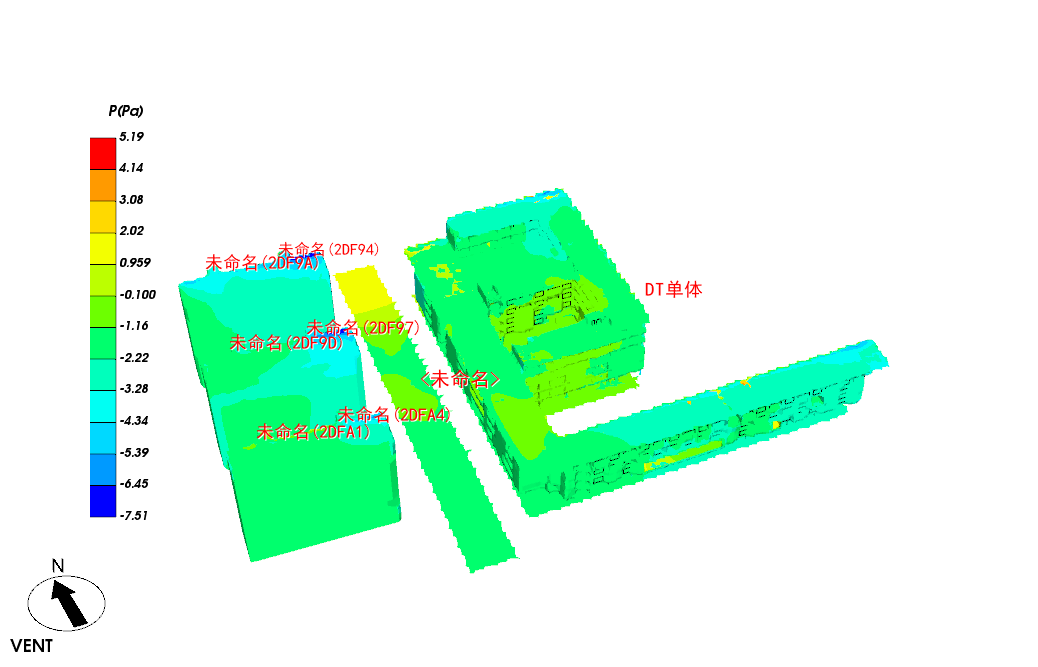 P(Pa)
5.19
4.14
3.08
2.02
0.959
-0.100
-1.16
-2.22
-3.28
-4.34
-5.39
-6.45
-7.51
未命名(2DF94)
未命名(2DF9A)
DT单体
未命名(2DF97)
未命名(2DF9D)
<未命名>
未命名(2DFA4)
未命名(2DFA1)
N
VENT